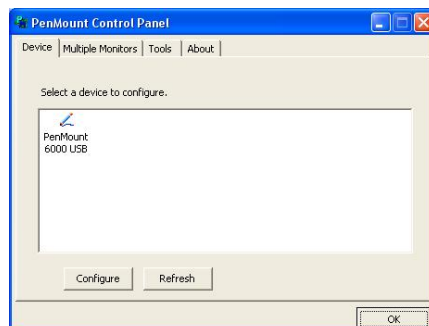 PenMount Control Panel
Device
Multiple Monitors
Tools
About
Select a device to configure.
PenMount
6000 USB
Configure
Refresh
OK